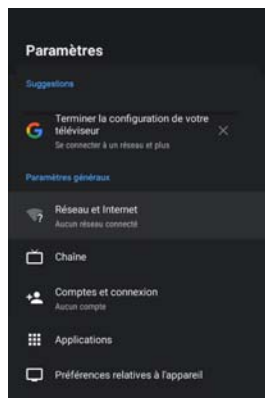 Paramètres
Suggestions
Terminer la configuration de votre
téléviseur
Se connecter à un réseau et plus
Paramètres généraux
Réseau et Internet
Aucun réseau connecté
Chaîne
Comptes et connexion
Aucun compte
Applications
Préférences relatives à l'appareil